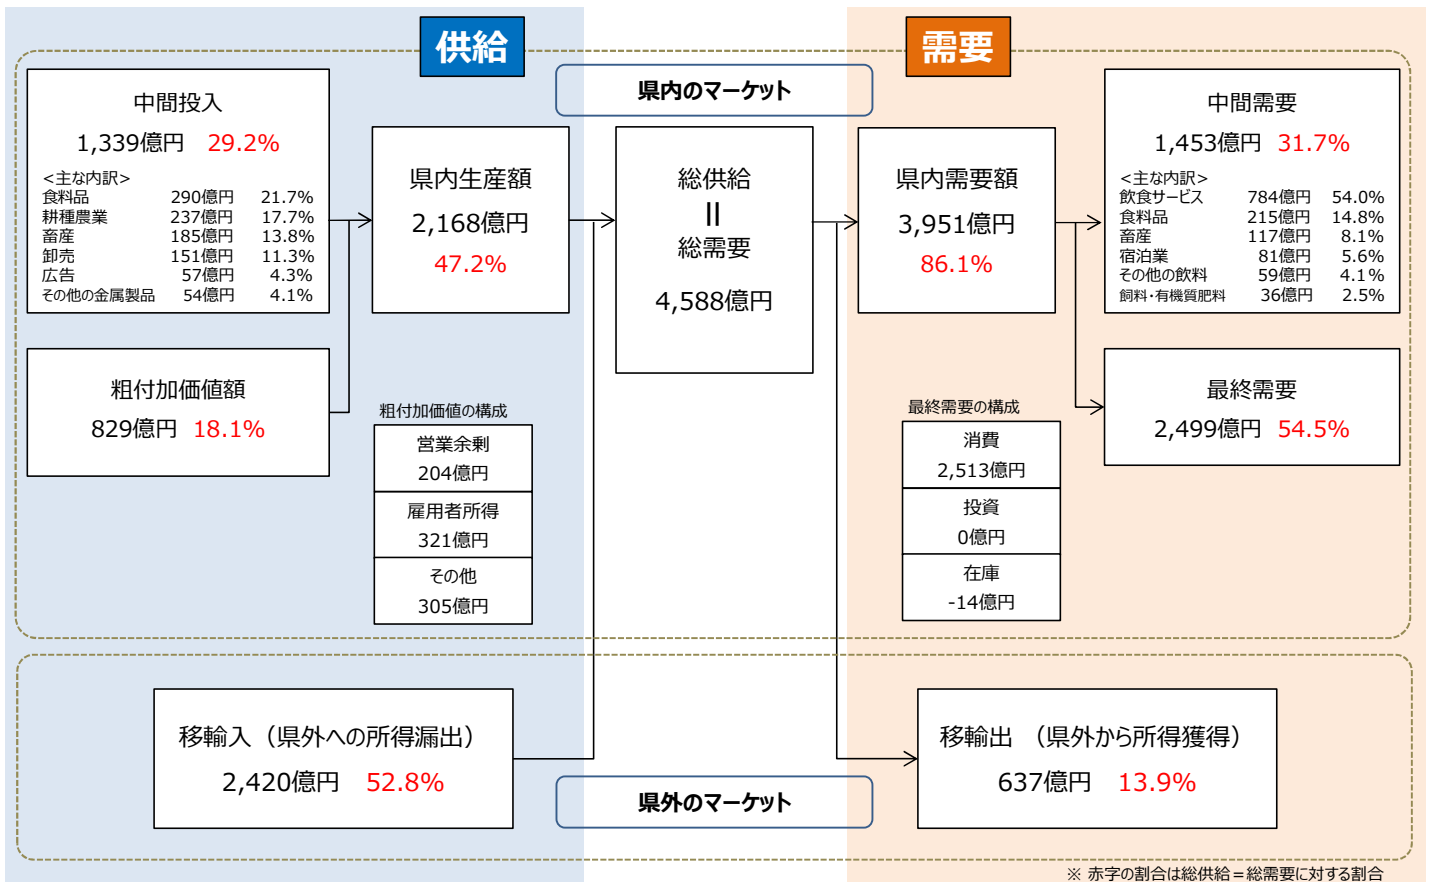 供給
需要
県内のマーケット
中間投入
1,339億円 29.2%
<主な内訳>
食料品 290億円 21.7%
耕種農業 237億円 17.7%
畜産 185億円 13.8%
卸売 151億円 11.3%
広告 57億円 4.3%
その他の金属製品 54億円 4.1%
粗付加価値額
829億円 18.1%
県内生産額
2,168億円
47.2%
粗付加価値の構成
営業余剰
204億円
雇用者所得
321億円
その他
305億円
総供給
=
総需要
4,588億円
県内需要額
3,951億円
86.1%
最終需要の構成
消費
2,513億円
投資
0億円
在庫
-14億円
中間需要
1,453億円 31.7%
<主な内訳>
飲食サービス 784億円 54.0%
食料品 215億円 14.8%
畜産 117億円 8.1%
宿泊業 81億円 5.6%
その他の飲料 59億円 4.1%
飼料・有機質肥料 36億円 2.5%
最終需要
2,499億円 54.5%
移輸入（県外への所得漏出）
2,420億円 52.8%
県外のマーケット
移輸出 （県外から所得獲得）
637億円 13.9%
※ 赤字の割合は総供給＝総需要に対する割合